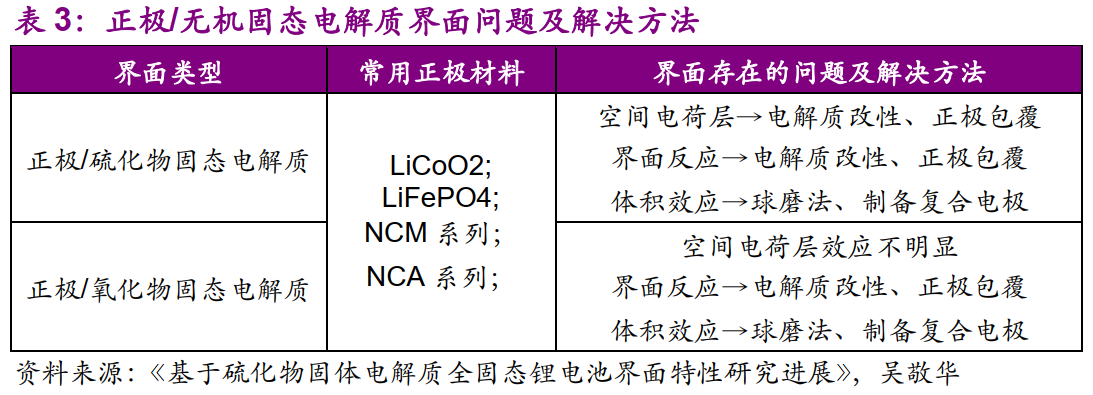 表 3：正极/无机固态电解质界面问题及解决方法
界面类型
常用正极材料
界面存在的问题及解决方法
正极/硫化物固态电解质
LiCoO2;
LiFePO4;
NCM 系列;
NCA 系列;
空间电荷层→电解质改性、正极包覆
界面反应→电解质改性、正极包覆
体积效应→球磨法、制备复合电极
正极/氧化物固态电解质
空间电荷层效应不明显
界面反应→电解质改性、正极包覆
体积效应→球磨法、制备复合电极
资料来源：《基于硫化物固体电解质全固态锂电池界面特性研究进展》，吴敬华